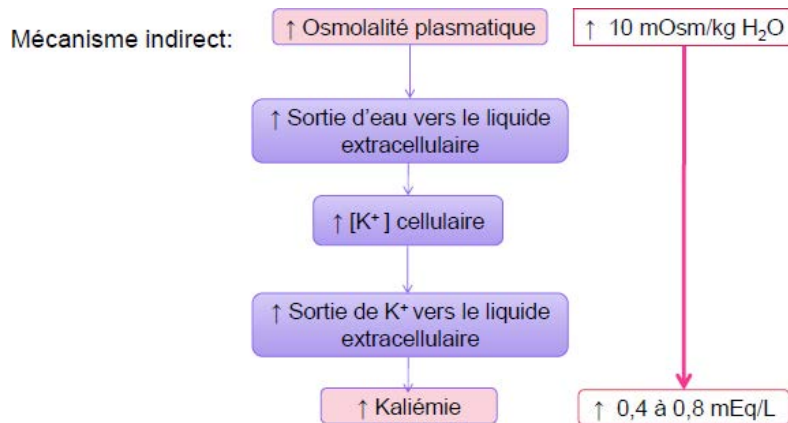 Mécanisme indirect:
↑ Osmolalité plasmatique
↑ 10 mOsm/kg H₂O
↑ Sortie d'eau vers le liquide
extracellulaire
↑ [K⁺] cellulaire
↑ Sortie de K⁺ vers le liquide
extracellulaire
↑ Kaliémie
↑ 0,4 à 0,8 mEq/L